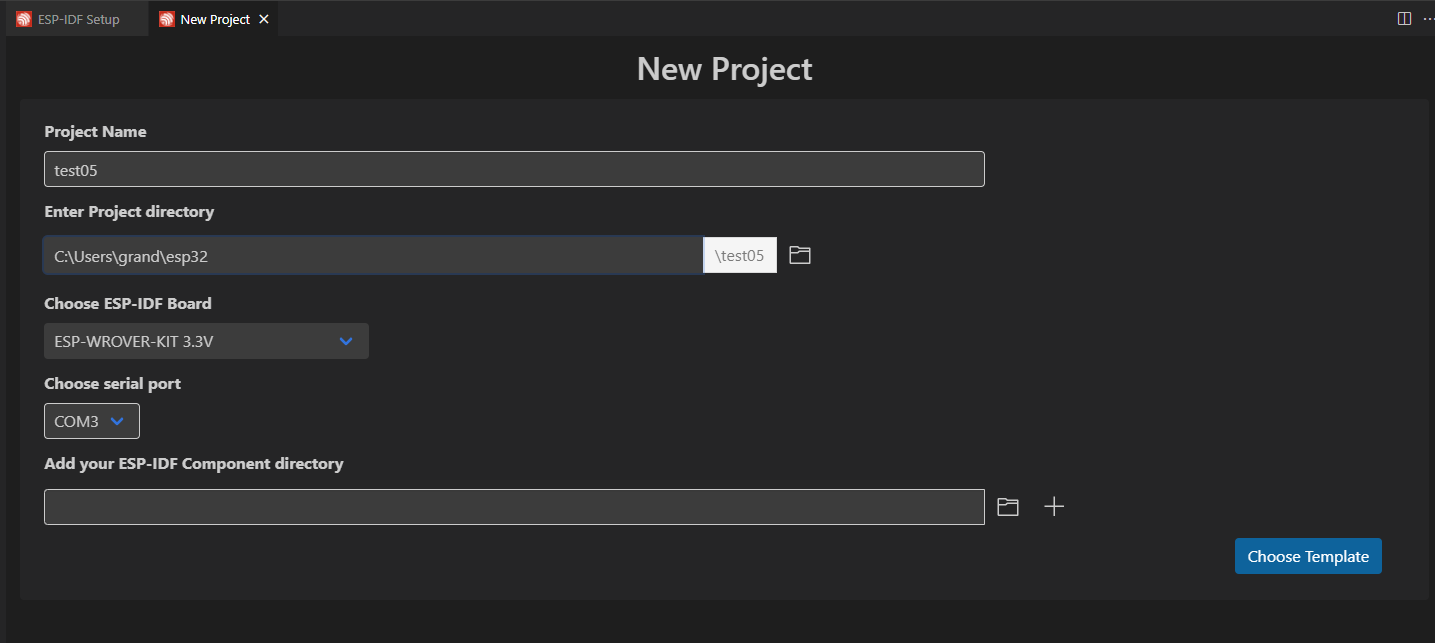 ESP-IDF Setup New Project
New Project
Project Name
test05
Enter Project directory
C:\Users\grand\esp32 \test05
Choose ESP-IDF Board
ESP-WROVER-KIT 3.3V
Choose serial port
COM3
Add your ESP-IDF Component directory
Choose Template